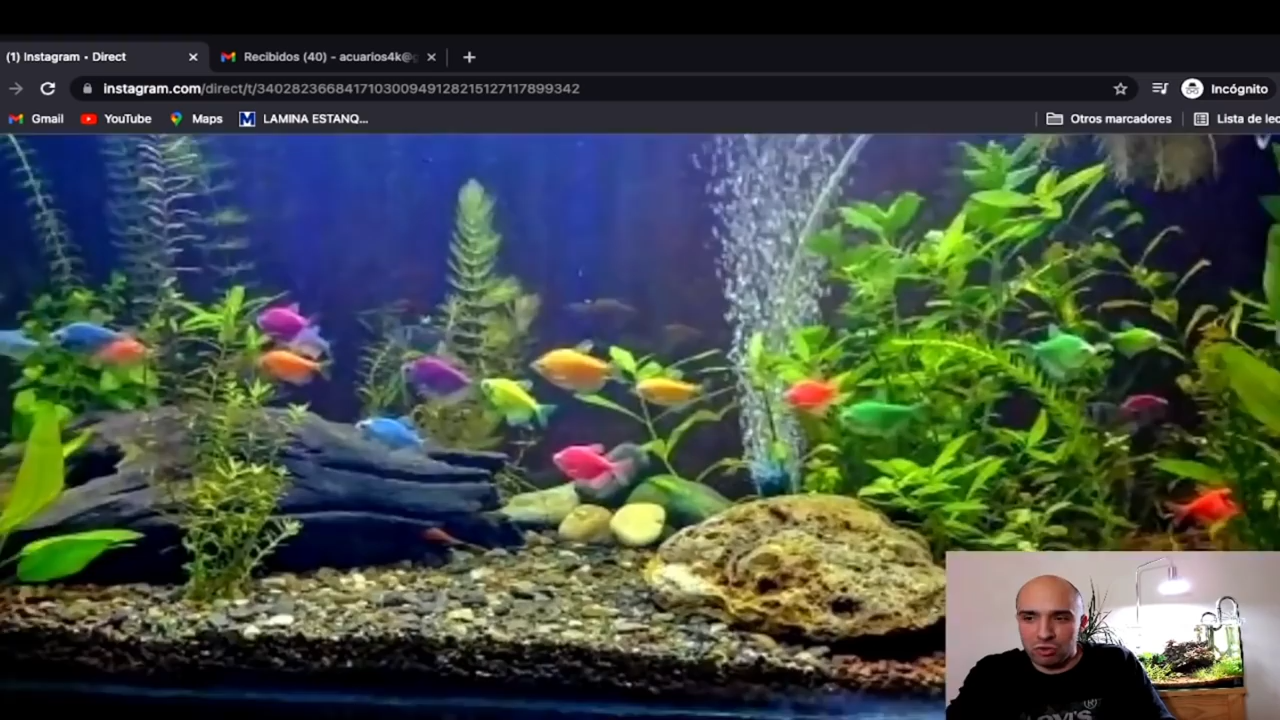 (1) Instagram • Direct
Recibidos (40) - acuarios4k@
instagram.com/direct/t/340282366841710300949128215127117899342
Incógnito
Gmail
YouTube
Maps
LAMINA ESTANQ...
Otros marcadores
Lista de lec
Levi's